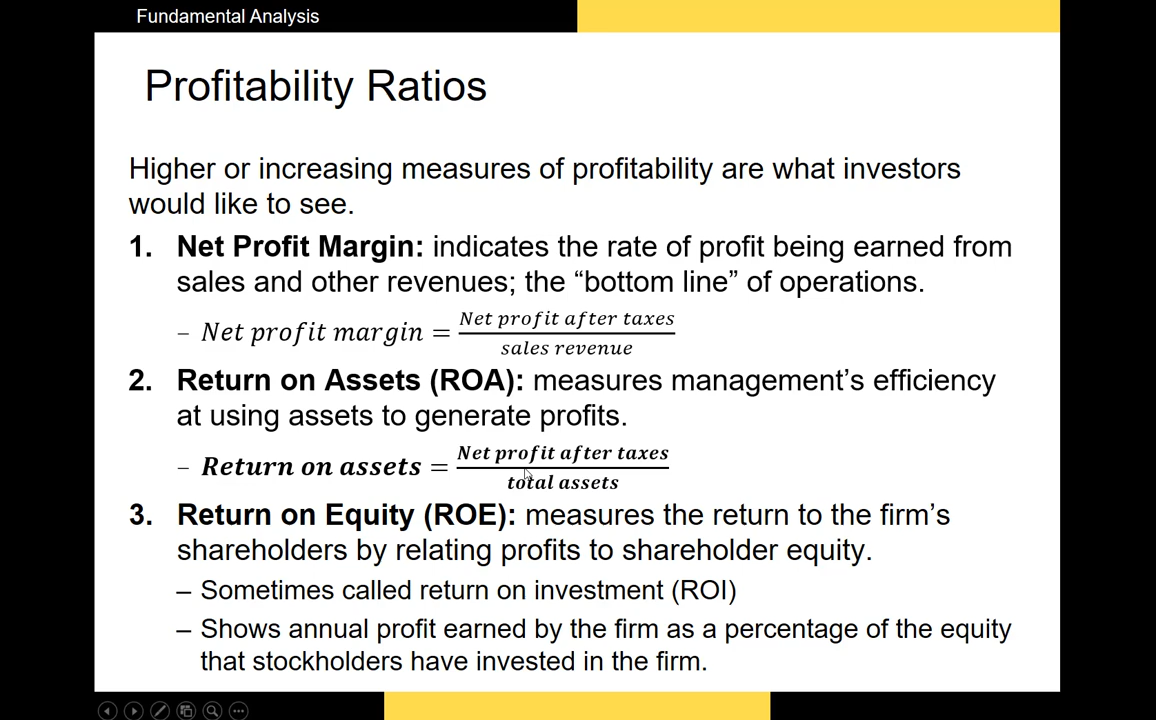 Fundamental Analysis
Profitability Ratios
Higher or increasing measures of profitability are what investors
would like to see.
1. Net Profit Margin: indicates the rate of profit being earned from
sales and other revenues; the “bottom line” of operations.
– Net profit margin = Net profit after taxes / sales revenue
2. Return on Assets (ROA): measures management’s efficiency
at using assets to generate profits.
– Return on assets = Net profit after taxes / total assets
3. Return on Equity (ROE): measures the return to the firm’s
shareholders by relating profits to shareholder equity.
– Sometimes called return on investment (ROI)
– Shows annual profit earned by the firm as a percentage of the equity
that stockholders have invested in the firm.